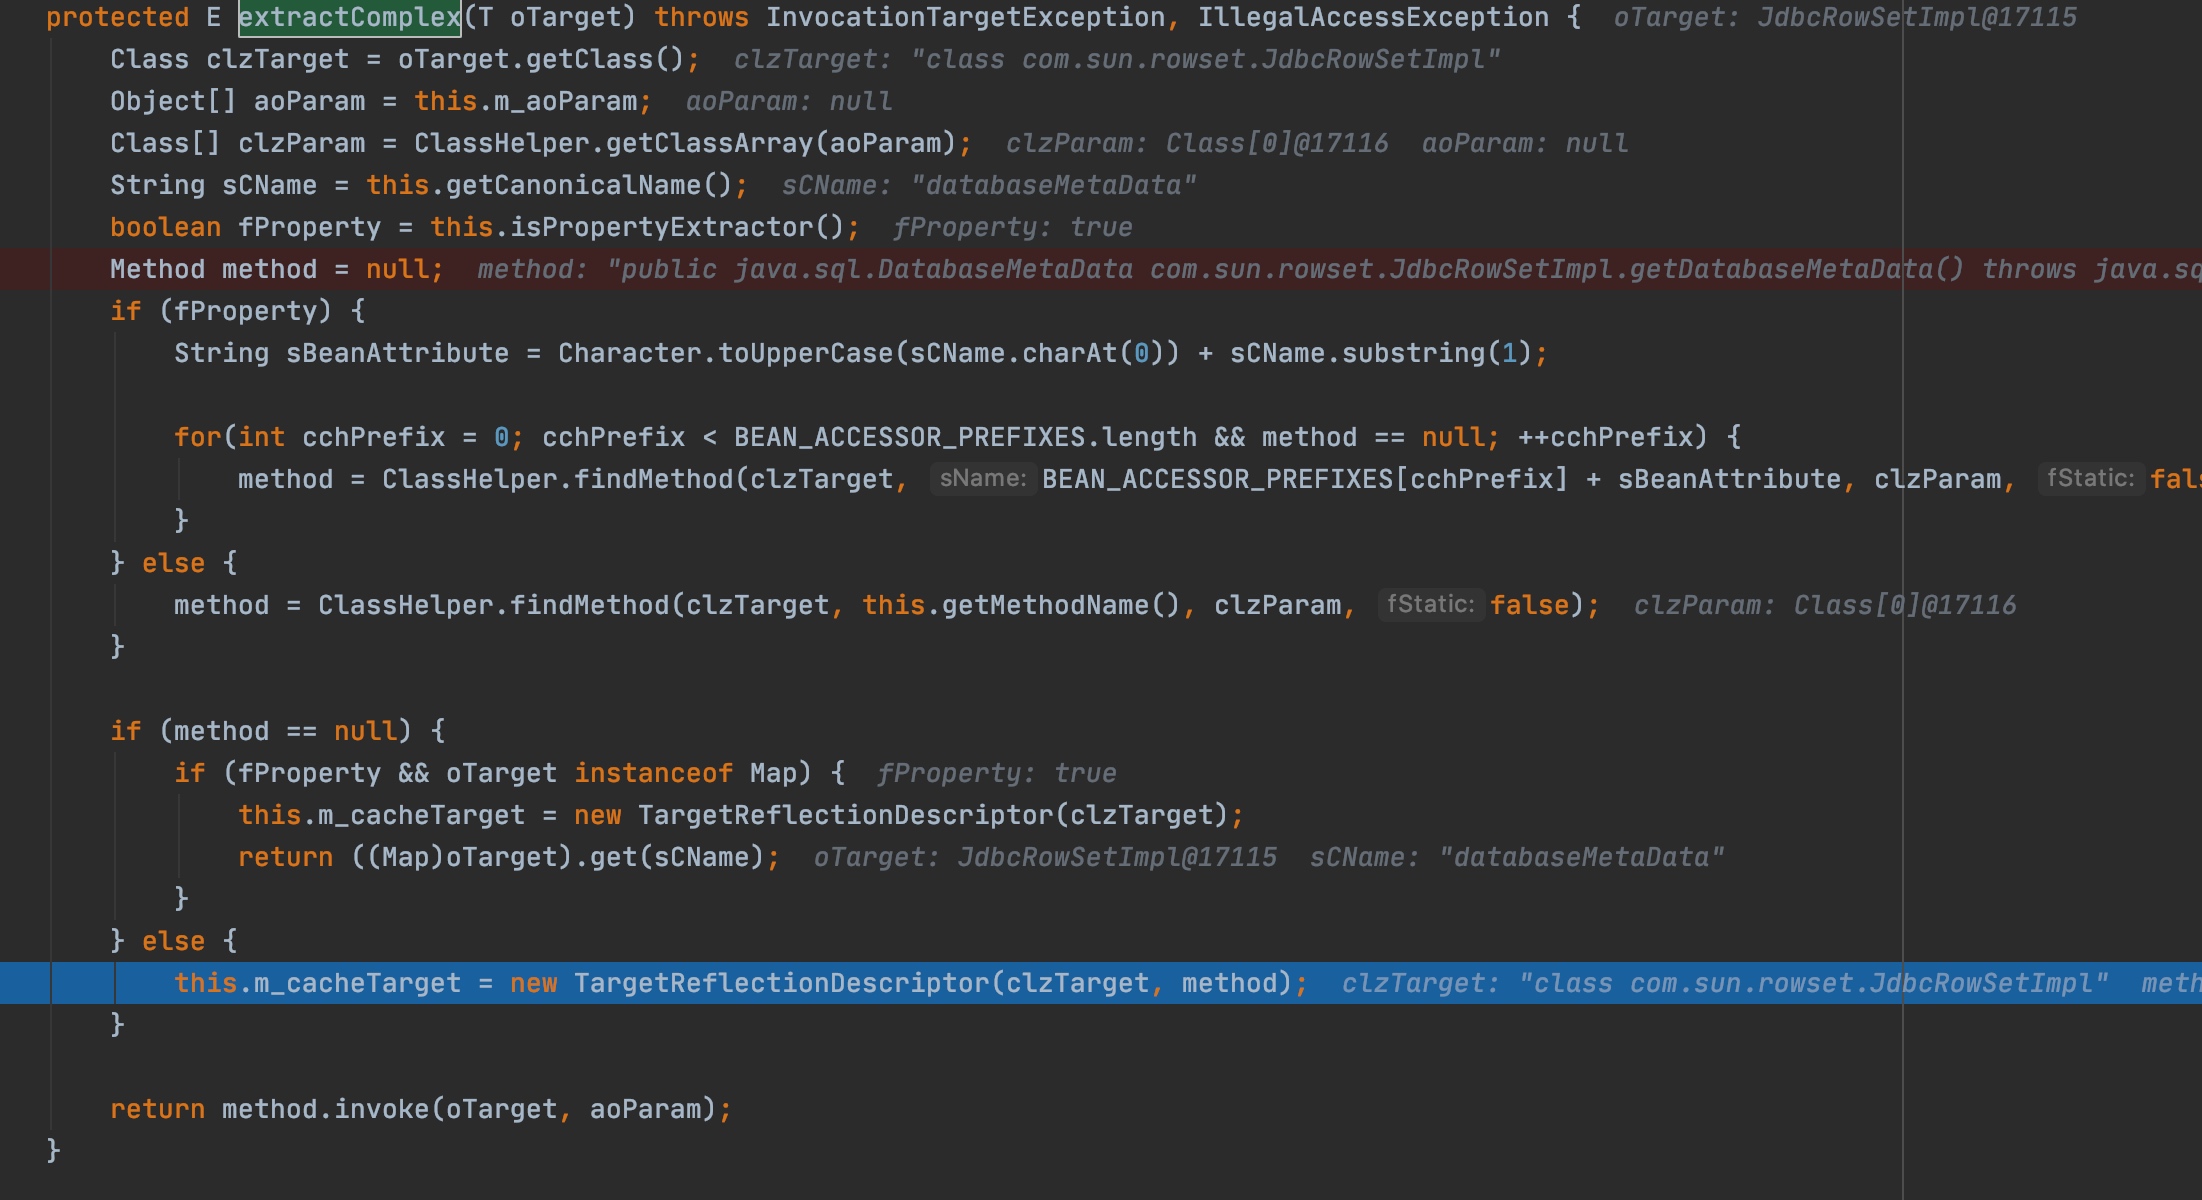 protected E extractComplex(T oTarget) throws InvocationTargetException, IllegalAccessException {  oTarget: JdbcRowSetImpl@17115
    Class clzTarget = oTarget.getClass();  clzTarget: "class com.sun.rowset.JdbcRowSetImpl"
    Object[] aoParam = this.m_aoParam;  aoParam: null
    Class[] clzParam = ClassHelper.getClassArray(aoParam);  clzParam: Class[0]@17116  aoParam: null
    String sCName = this.getCanonicalName();  sCName: "databaseMetaData"
    boolean fProperty = this.isPropertyExtractor();  fProperty: true
    Method method = null;  method: "public java.sql.DatabaseMetaData com.sun.rowset.JdbcRowSetImpl.getDatabaseMetaData() throws java.sq
    if (fProperty) {
        String sBeanAttribute = Character.toUpperCase(sCName.charAt(0)) + sCName.substring(1);
        for(int cchPrefix = 0; cchPrefix < BEAN_ACCESSOR_PREFIXES.length && method == null; ++cchPrefix) {
            method = ClassHelper.findMethod(clzTarget, sName: BEAN_ACCESSOR_PREFIXES[cchPrefix] + sBeanAttribute, clzParam, fStatic: fals
        }
    } else {
        method = ClassHelper.findMethod(clzTarget, this.getMethodName(), clzParam, fStatic: false);  clzParam: Class[0]@17116
    }
    if (method == null) {
        if (fProperty && oTarget instanceof Map) {  fProperty: true
            this.m_cacheTarget = new TargetReflectionDescriptor(clzTarget);
            return ((Map)oTarget).get(sCName);  oTarget: JdbcRowSetImpl@17115  sCName: "databaseMetaData"
        }
    } else {
        this.m_cacheTarget = new TargetReflectionDescriptor(clzTarget, method);  clzTarget: "class com.sun.rowset.JdbcRowSetImpl"  meth
    }
    return method.invoke(oTarget, aoParam);
}